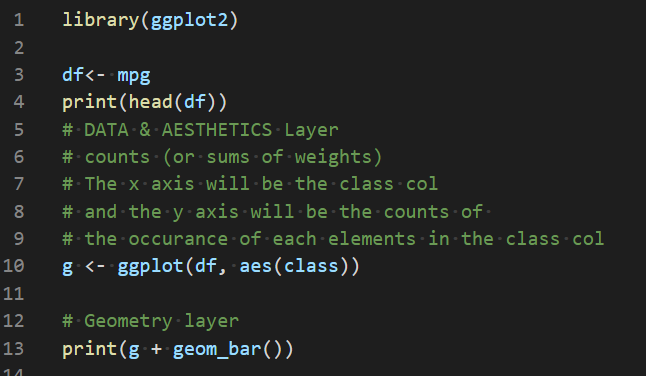 1 library(ggplot2)
2
3 df<- mpg
4 print(head(df))
5 # DATA & AESTHETICS Layer
6 # counts (or sums of weights)
7 # The x axis will be the class col
8 # and the y axis will be the counts of
9 # the occurance of each elements in the class col
10 g <- ggplot(df, aes(class))
11
12 # Geometry layer
13 print(g + geom_bar())
14